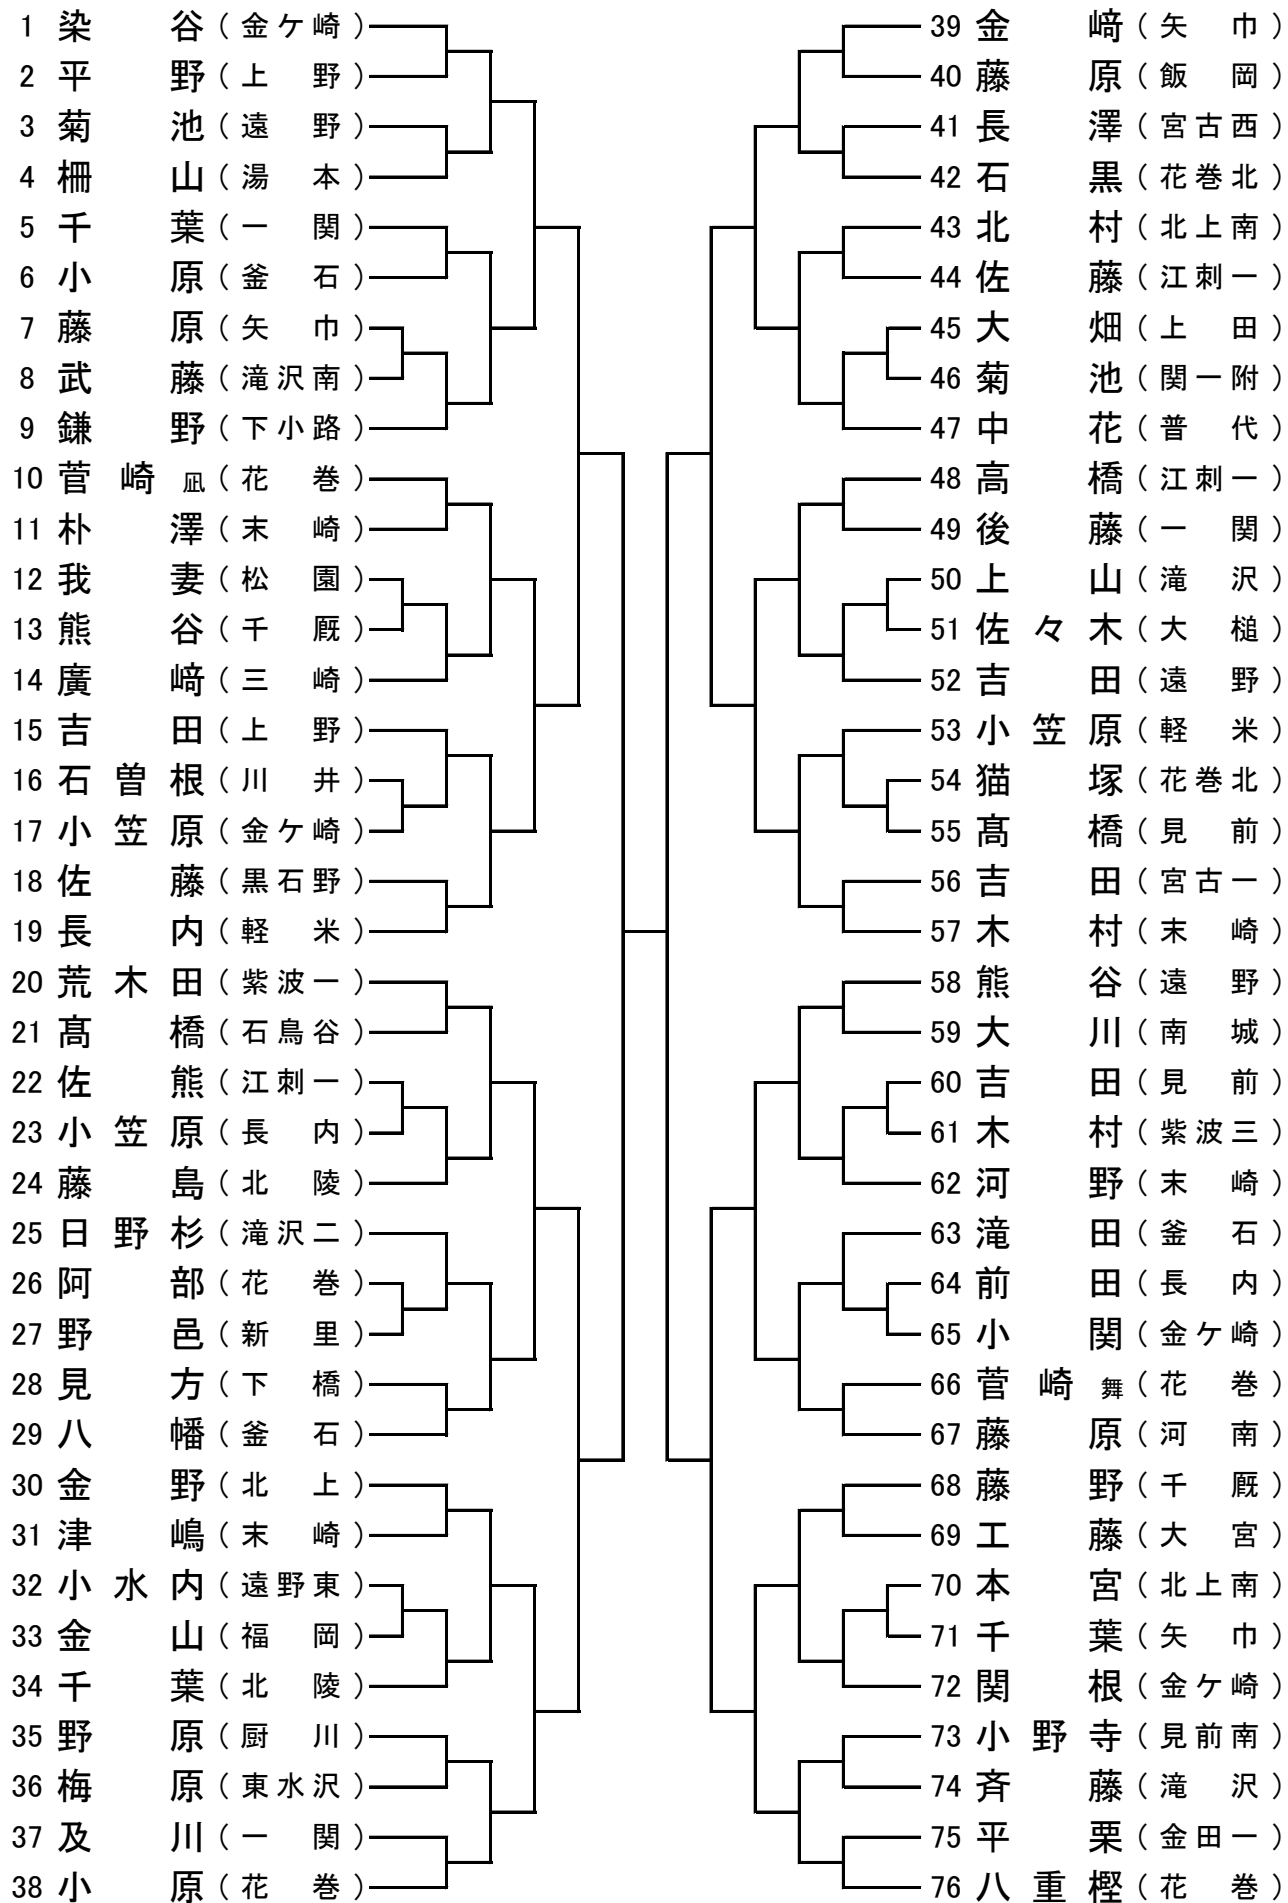 1 染谷（金ケ崎）
2 平野（上野）
3 菊池（遠野）
4 柵山（湯本）
5 千葉（一関）
6 小原（釜石）
7 藤原（矢巾）
8 武藤（滝沢南）
9 鎌野（下小路）
10 菅崎 凪（花巻）
11 朴澤（末崎）
12 我妻（松園）
13 熊谷（千厩）
14 廣﨑（三崎）
15 吉田（上野）
16 石曽根（川井）
17 小笠原（金ケ崎）
18 佐藤（黒石野）
19 長内（軽米）
20 荒木田（紫波一）
21 髙橋（石鳥谷）
22 佐熊（江刺一）
23 小笠原（長内）
24 藤島（北陵）
25 日野杉（滝沢二）
26 阿部（花巻）
27 野邑（新里）
28 見方（下橋）
29 八幡（釜石）
30 金野（北上）
31 津嶋（末崎）
32 小水内（遠野東）
33 金山（福岡）
34 千葉（北陵）
35 野原（厨川）
36 梅原（東水沢）
37 及川（一関）
38 小原（花巻）
39 金﨑（矢巾）
40 藤原（飯岡）
41 長澤（宮古西）
42 石黒（花巻北）
43 北村（北上南）
44 佐藤（江刺一）
45 大畑（上田）
46 菊池（関一附）
47 中花（普代）
48 高橋（江刺一）
49 後藤（一関）
50 上山（滝沢）
51 佐々木（大槌）
52 吉田（遠野）
53 小笠原（軽米）
54 猫塚（花巻北）
55 髙橋（見前）
56 吉田（宮古一）
57 木村（末崎）
58 熊谷（遠野）
59 大川（南城）
60 吉田（見前）
61 木村（紫波三）
62 河野（末崎）
63 滝田（釜石）
64 前田（長内）
65 小関（金ケ崎）
66 菅崎 舞（花巻）
67 藤原（河南）
68 藤野（千厩）
69 工藤（大宮）
70 本宮（北上南）
71 千葉（矢巾）
72 関根（金ケ崎）
73 小野寺（見前南）
74 斉藤（滝沢）
75 平栗（金田一）
76 八重樫（花巻）